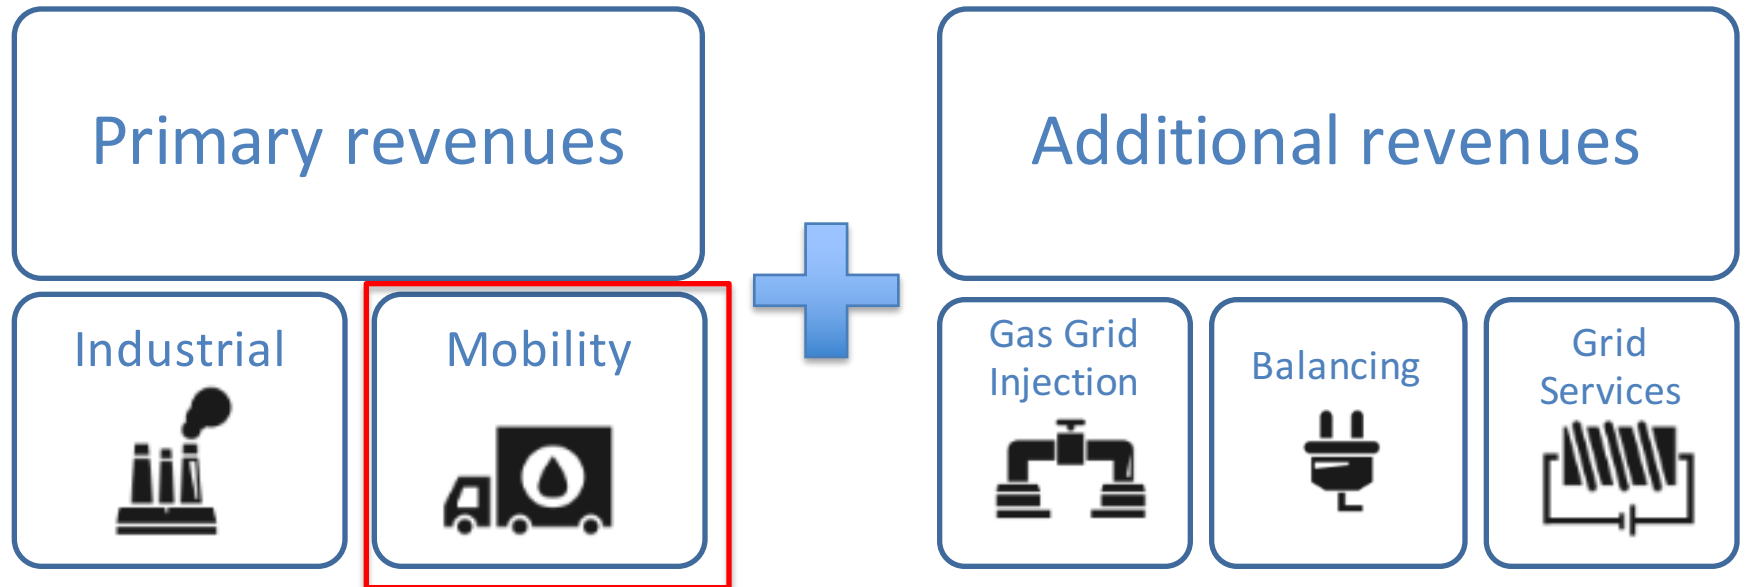 Primary revenues
Additional revenues
Industrial
Mobility
Gas Grid
Injection
Balancing
Grid
Services